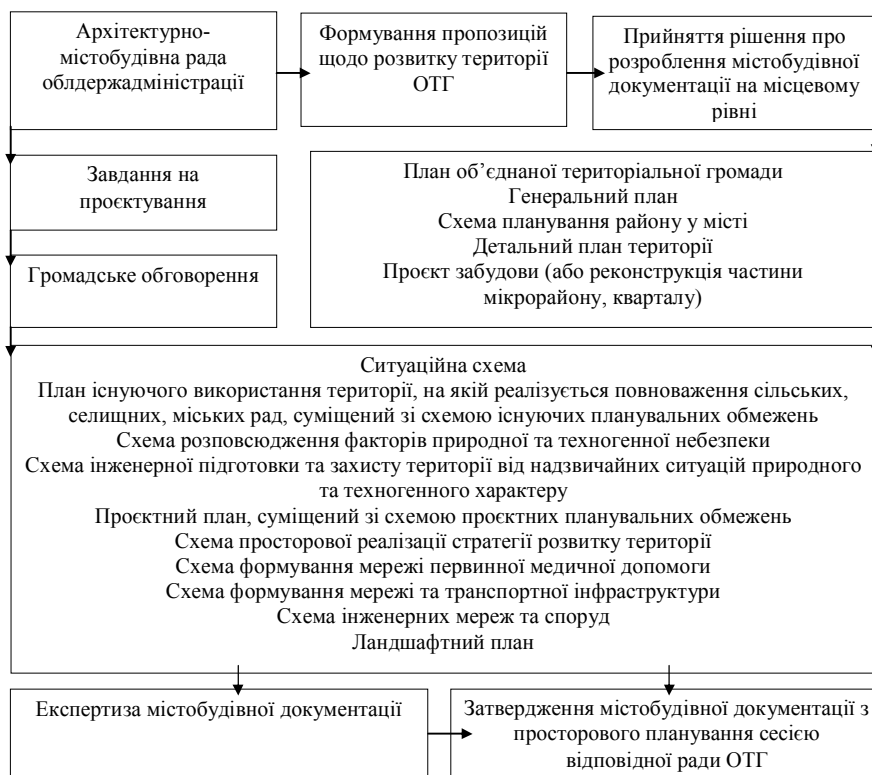 Архітектурно-
містобудівна рада
облдержадміністрації
Формування пропозицій
щодо розвитку території
ОТГ
Прийняття рішення про
розроблення містобудівної
документації на місцевому
рівні
Завдання на
проєктування
Громадське обговорення
План об’єднаної територіальної громади
Генеральний план
Схема планування району у місті
Детальний план території
Проєкт забудови (або реконструкція частини
мікрорайону, кварталу)
Ситуаційна схема
План існуючого використання території, на якій реалізується повноваження сільських,
селищних, міських рад, суміщений зі схемою існуючих планувальних обмежень
Схема розповсюдження факторів природної та техногенної небезпеки
Схема інженерної підготовки та захисту території від надзвичайних ситуацій природного
та техногенного характеру
Проєктний план, суміщений зі схемою проєктних планувальних обмежень
Схема просторової реалізації стратегії розвитку території
Схема формування мережі первинної медичної допомоги
Схема формування мережі та транспортної інфраструктури
Схема інженерних мереж та споруд
Ландшафтний план
Експертиза містобудівної документації
Затвердження містобудівної документації з
просторового планування сесією
відповідної ради ОТГ